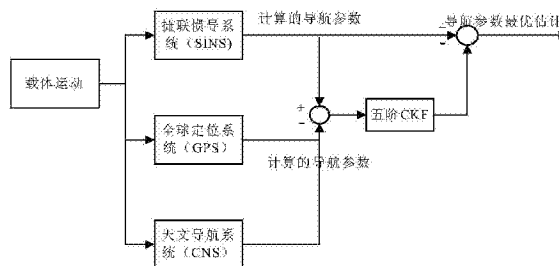 捷联惯导系
统（SINS）
计算的导航参数
导航参数最优估计
载体运动
全球定位系
统（GPS）
计算的导航参数
五阶CKF
天文导航系
统（CNS）